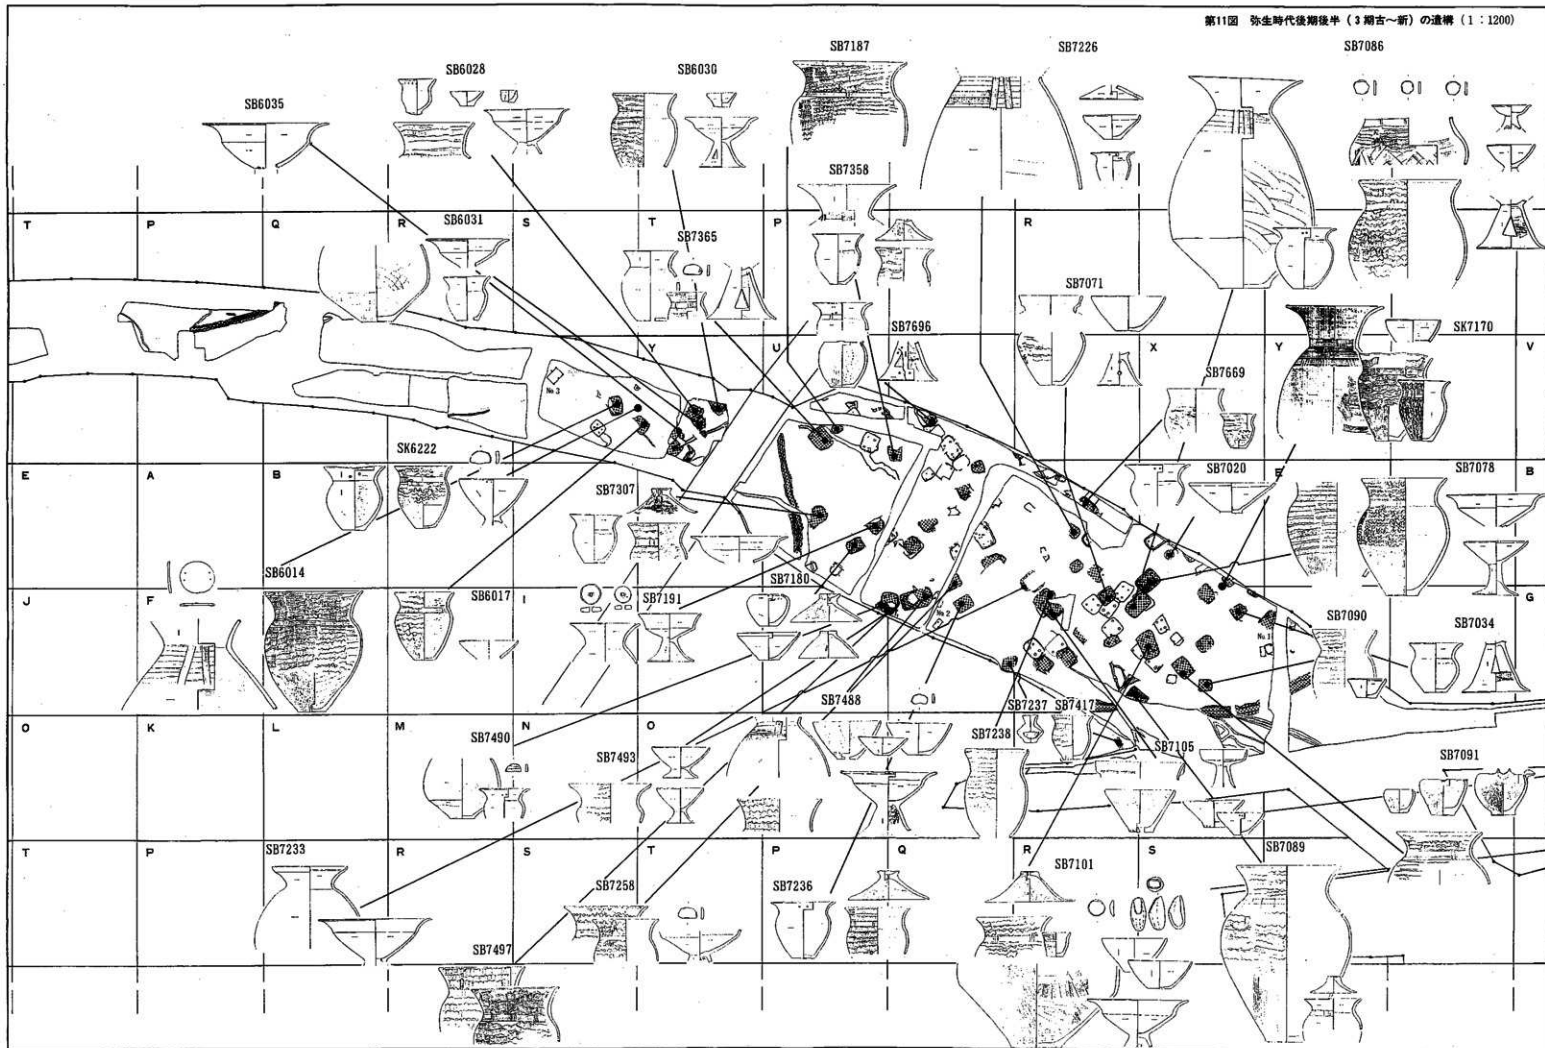 第11図 弥生時代後期後半（3期古～新）の遺構（1：1200）
SB7187
SB7226
SB7086
SB6028
SB6030
SB6035
SB7358
T P Q R SB6031 S T SB7365 P R
SB7071
SB7696
SK7170
Y U X Y V
SB7669
No.3
SK6222
E A B SB7020 E SB7078 B
SB7307
SB6014
SB7180
J F SB6017 I SB7191 No.2 No.1 SB7090 G
SB7034
SB7488
SB7237 SB7417
O K L M SB7490 N O SB7238
SB7493 SB7105 SB7091
T P SB7233 R S T P Q R SB7101 S SB7089
SB7258 SB7236
SB7497